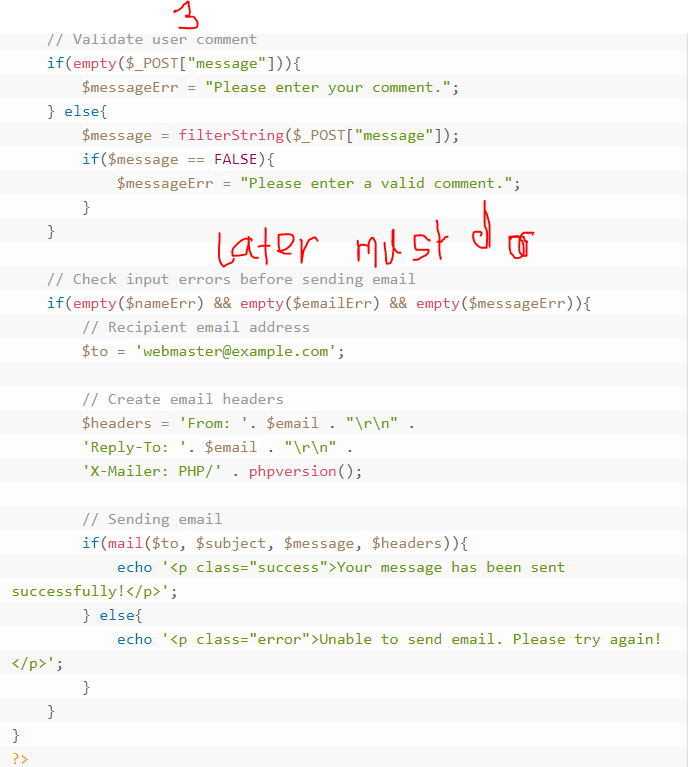 3
// Validate user comment
if(empty($_POST["message"])){
$messageErr = "Please enter your comment.";
} else{
$message = filterString($_POST["message"]);
if($message == FALSE){
$messageErr = "Please enter a valid comment.";
}
}
Later must do
// Check input errors before sending email
if(empty($nameErr) && empty($emailErr) && empty($messageErr)){
// Recipient email address
$to = 'webmaster@example.com';
// Create email headers
$headers = 'From: '. $email . "\r\n" .
'Reply-To: '. $email . "\r\n" .
'X-Mailer: PHP/' . phpversion();
// Sending email
if(mail($to, $subject, $message, $headers)){
echo '<p class="success">Your message has been sent
successfully!</p>';
} else{
echo '<p class="error">Unable to send email. Please try again!
</p>';
}
}
}
?>